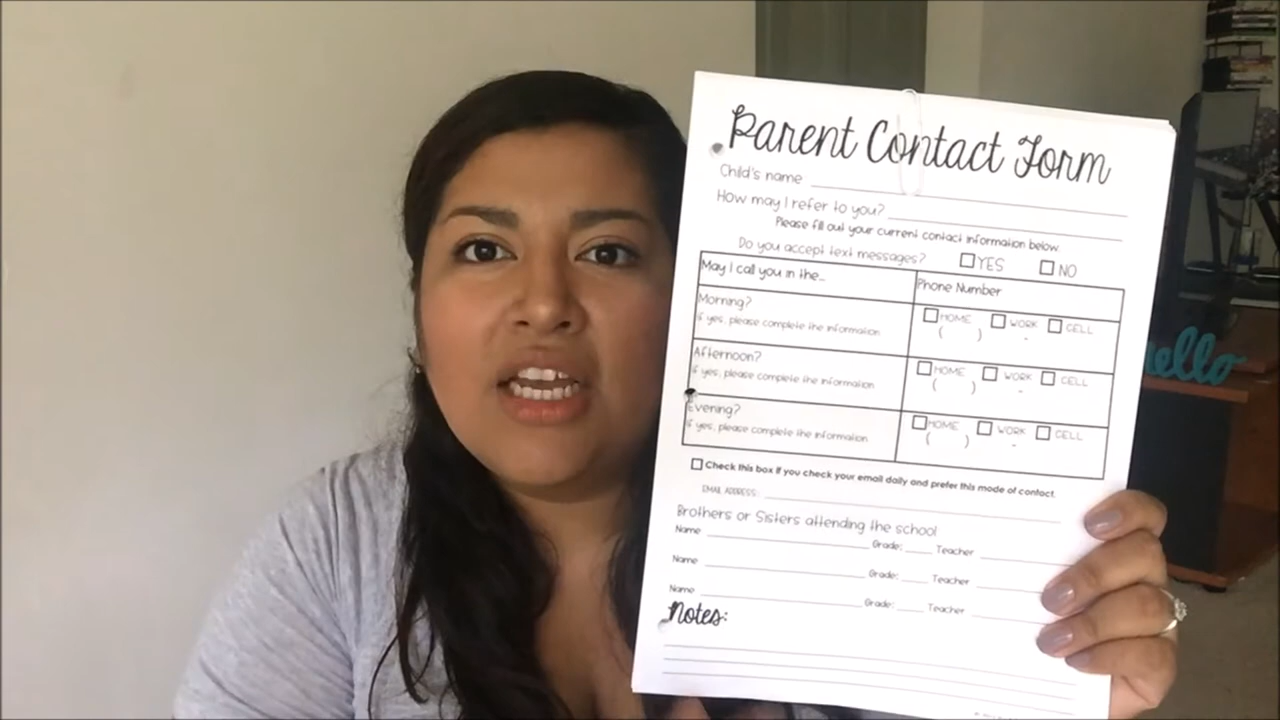 Parent Contact Form
Child's name
How may I refer to you?
Please fill out your current contact information below.
Do you accept text messages? YES NO
May I call you in the... Phone Number
Morning?
If yes, please complete the information
HOME WORK CELL
( ) -
Afternoon?
If yes, please complete the information
HOME WORK CELL
( ) -
Evening?
If yes, please complete the information
HOME WORK CELL
( ) -
Check this box if you check your email daily and prefer this mode of contact.
EMAIL ADDRESS:
Brothers or Sisters attending the school
Name Grade: Teacher
Name Grade: Teacher
Name Grade: Teacher
Notes:
hello